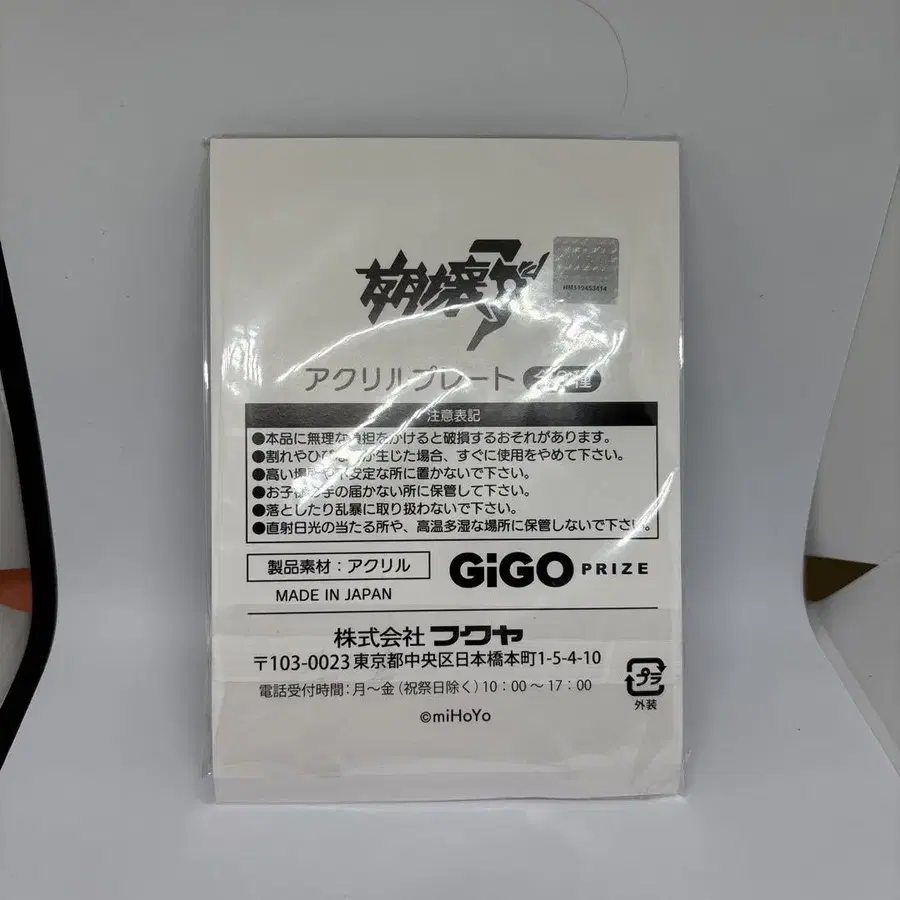 崩壊3rd
HM199453414
アクリルプレート 種
注意表記
●本品に無理な負担をかけると破損するおそれがあります。
●割れやひび が生じた場合、すぐに使用をやめて下さい。
●高い場所や不安定な所に置かないで下さい。
●お子様の手の届かない所に保管して下さい。
●落としたり乱暴に取り扱わないで下さい。
●直射日光の当たる所や、高温多湿な場所に保管しないで下さい。
製品素材：アクリル
MADE IN JAPAN
GiGO PRIZE
株式会社 フクヤ
〒103-0023 東京都中央区日本橋本町1-5-4-10
電話受付時間：月～金（祝祭日除く）10：00～17：00
プラ
外装
©miHoYo